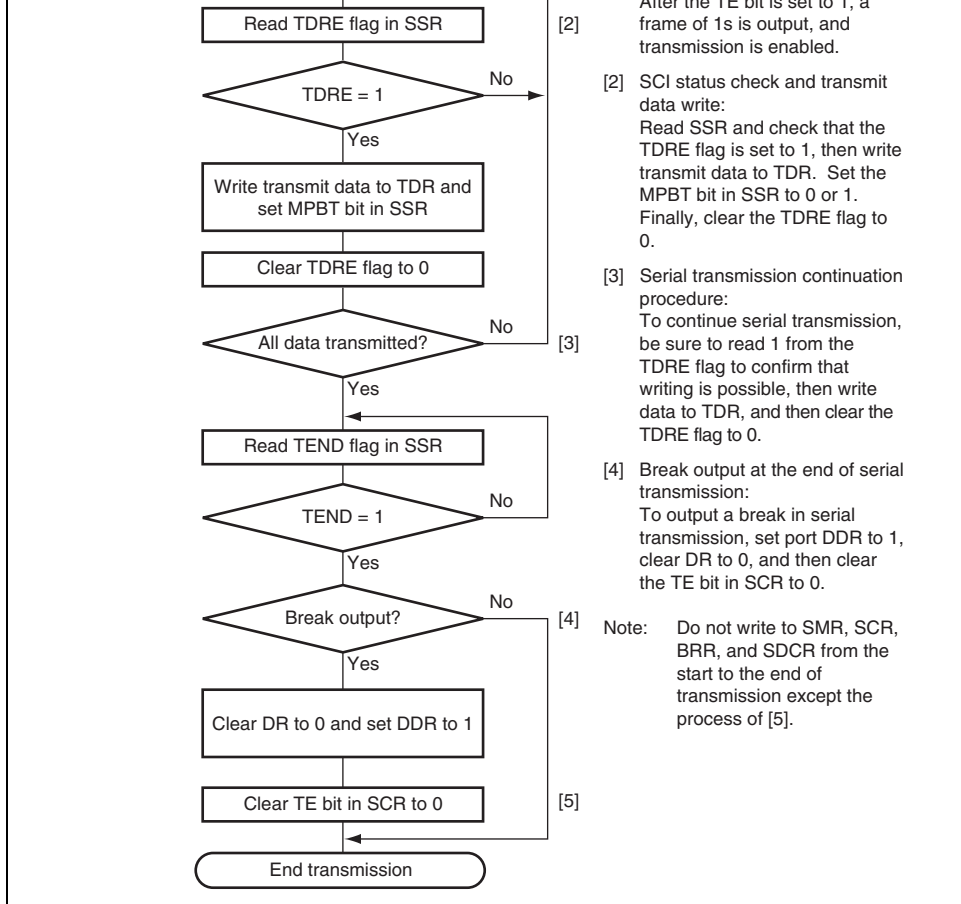 Read TDRE flag in SSR
[2]
TDRE = 1
No
Yes
Write transmit data to TDR and
set MPBT bit in SSR
Clear TDRE flag to 0
All data transmitted?
No
[3]
Yes
Read TEND flag in SSR
TEND = 1
No
Yes
Break output?
No
[4]
Yes
Clear DR to 0 and set DDR to 1
Clear TE bit in SCR to 0
[5]
End transmission
After the TE bit is set to 1, a
frame of 1s is output, and
transmission is enabled.
[2] SCI status check and transmit
data write:
Read SSR and check that the
TDRE flag is set to 1, then write
transmit data to TDR. Set the
MPBT bit in SSR to 0 or 1.
Finally, clear the TDRE flag to
0.
[3] Serial transmission continuation
procedure:
To continue serial transmission,
be sure to read 1 from the
TDRE flag to confirm that
writing is possible, then write
data to TDR, and then clear the
TDRE flag to 0.
[4] Break output at the end of serial
transmission:
To output a break in serial
transmission, set port DDR to 1,
clear DR to 0, and then clear
the TE bit in SCR to 0.
Note: Do not write to SMR, SCR,
BRR, and SDCR from the
start to the end of
transmission except the
process of [5].